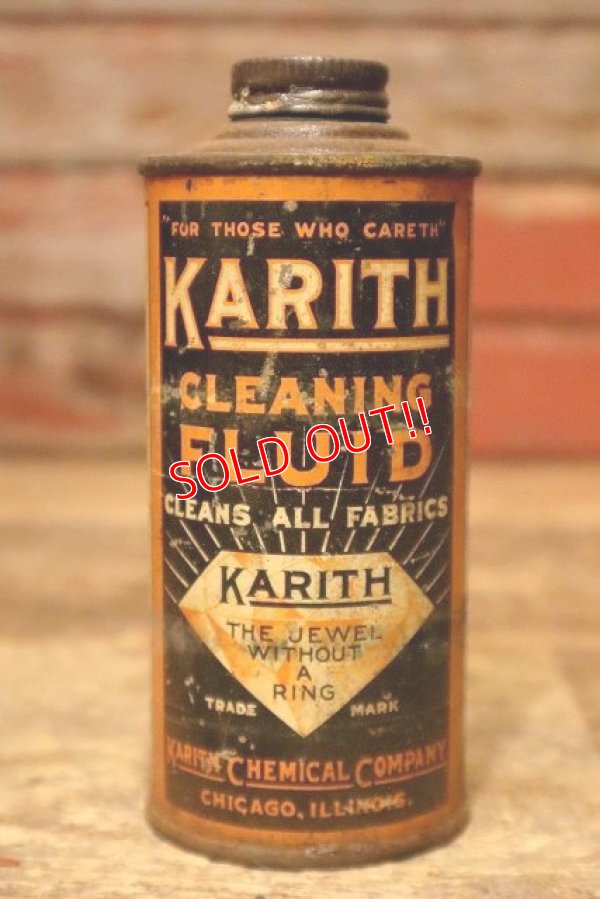 "FOR THOSE WHO CARETH"
KARITH
CLEANING
FLUID
SOLD OUT!!
CLEANS ALL FABRICS
KARITH
THE JEWEL
WITHOUT
A
RING
TRADE MARK
KARITH CHEMICAL COMPANY
CHICAGO, ILLINOIS.